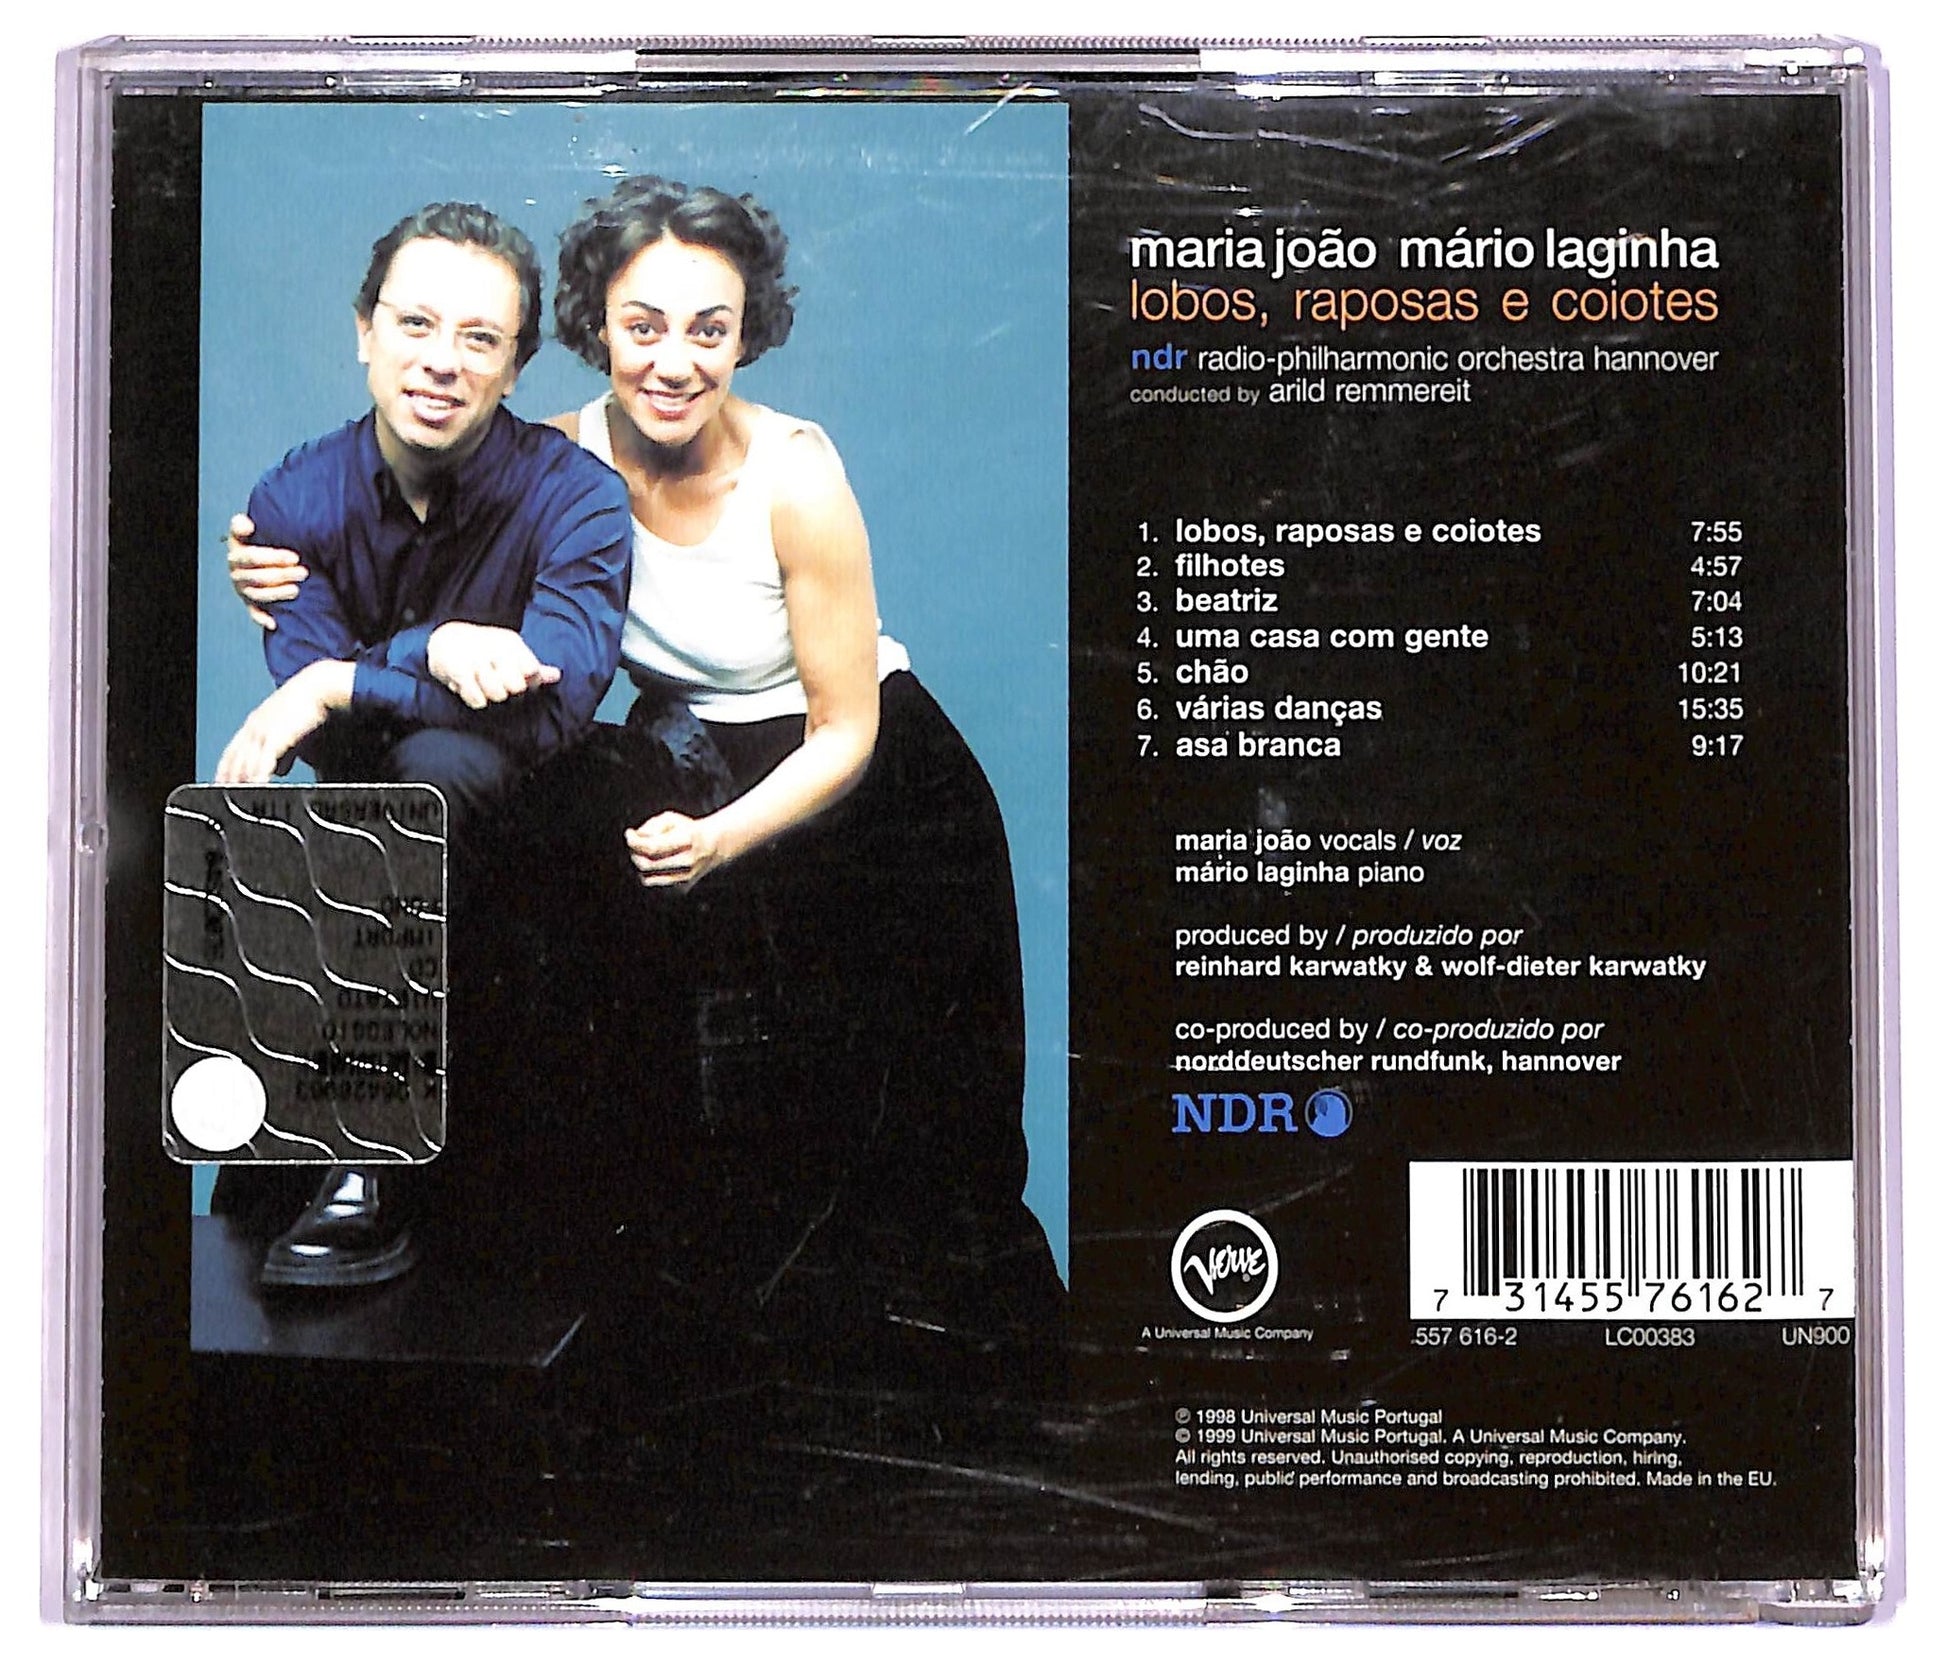 maria joão mário laginha
lobos, raposas e coiotes
ndr radio-philharmonic orchestra hannover
conducted by arild remmereit
1. lobos, raposas e coiotes 7:55
2. filhotes 4:57
3. beatriz 7:04
4. uma casa com gente 5:13
5. chão 10:21
6. várias danças 15:35
7. asa branca 9:17
maria joão vocals / voz
mário laginha piano
produced by / produzido por
reinhard karwatky & wolf-dieter karwatky
co-produced by / co-produzido por
norddeutscher rundfunk, hannover
NDR
VERVE
A Universal Music Company
7 31455 76162 7
557 616-2 LC00383 UN900
℗ 1998 Universal Music Portugal
© 1999 Universal Music Portugal. A Universal Music Company.
All rights reserved. Unauthorised copying, reproduction, hiring,
lending, public performance and broadcasting prohibited. Made in the EU.
IMPORT
CD
NOLEGGIO